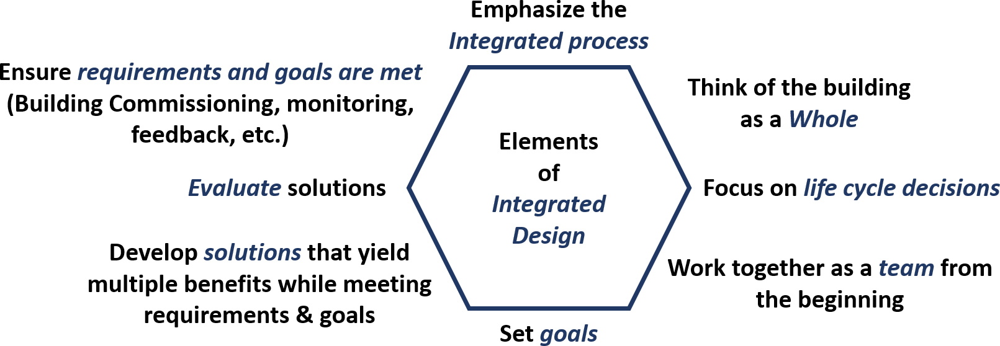 Emphasize the
Integrated process
Think of the building
as a Whole
Focus on life cycle decisions
Work together as a team from
the beginning
Set goals
Develop solutions that yield
multiple benefits while meeting
requirements & goals
Evaluate solutions
Ensure requirements and goals are met
(Building Commissioning, monitoring,
feedback, etc.)
Elements
of
Integrated
Design